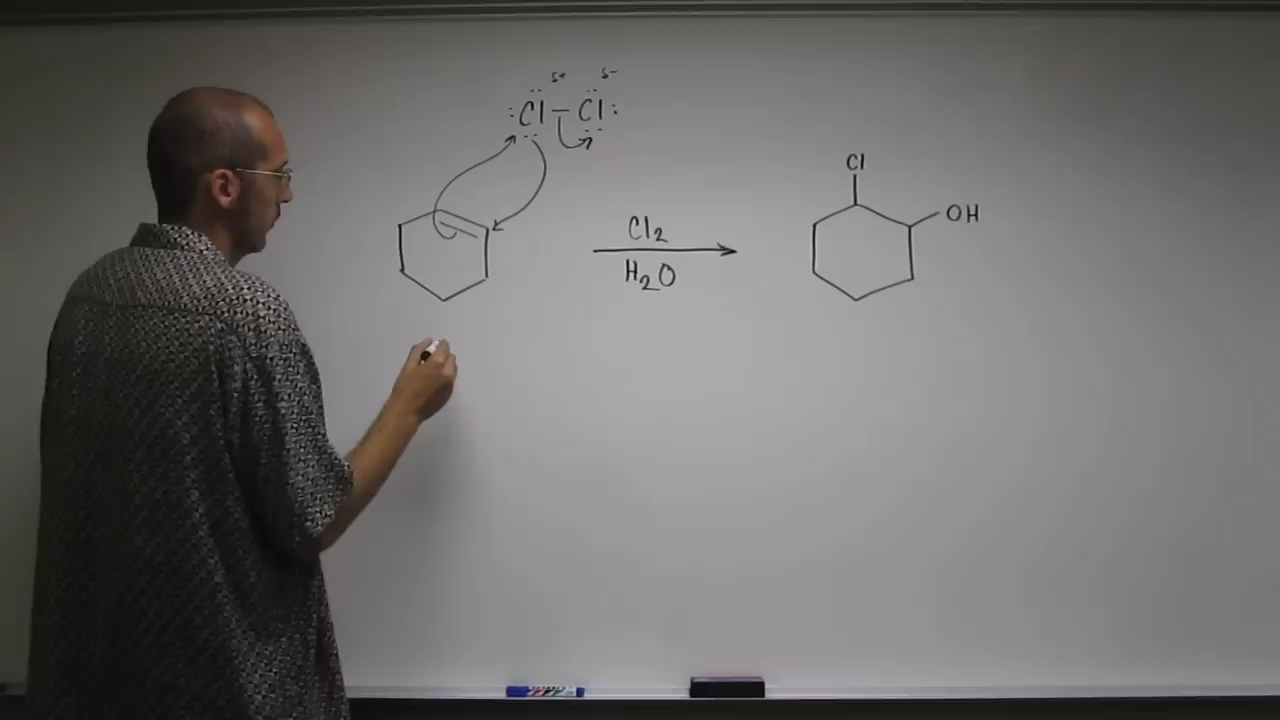 δ+ δ-
:Cl–Cl:
Cl
OH
Cl₂
H₂O